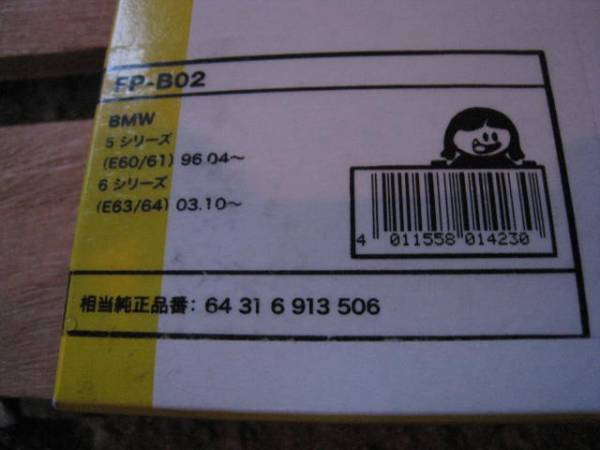 EP-B02
BMW
5 シリーズ
(E60/61) 96.04~
6 シリーズ
(E63/64) 03.10~
4 011558 014230
相当純正品番: 64 31 6 913 506